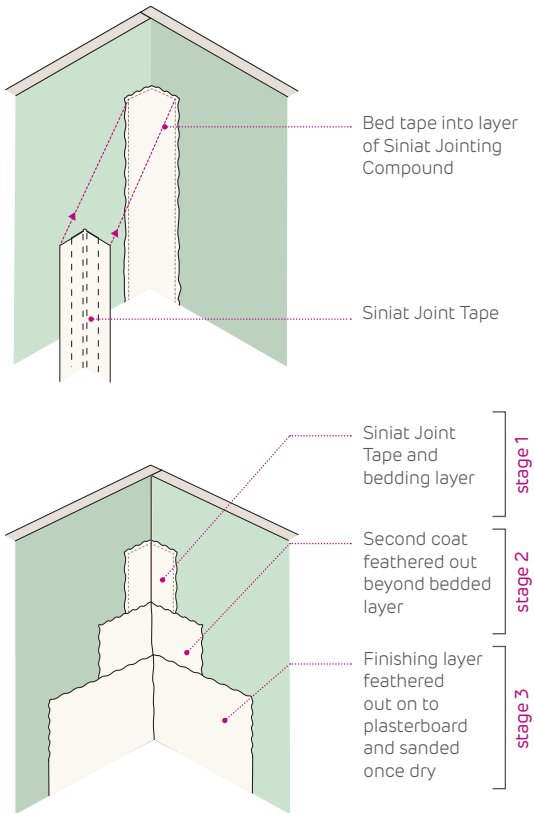 Bed tape into layer
of Siniat Jointing
Compound
Siniat Joint Tape
Siniat Joint
Tape and
bedding layer
stage 1
Second coat
feathered out
beyond bedded
layer
stage 2
Finishing layer
feathered
out on to
plasterboard
and sanded
once dry
stage 3